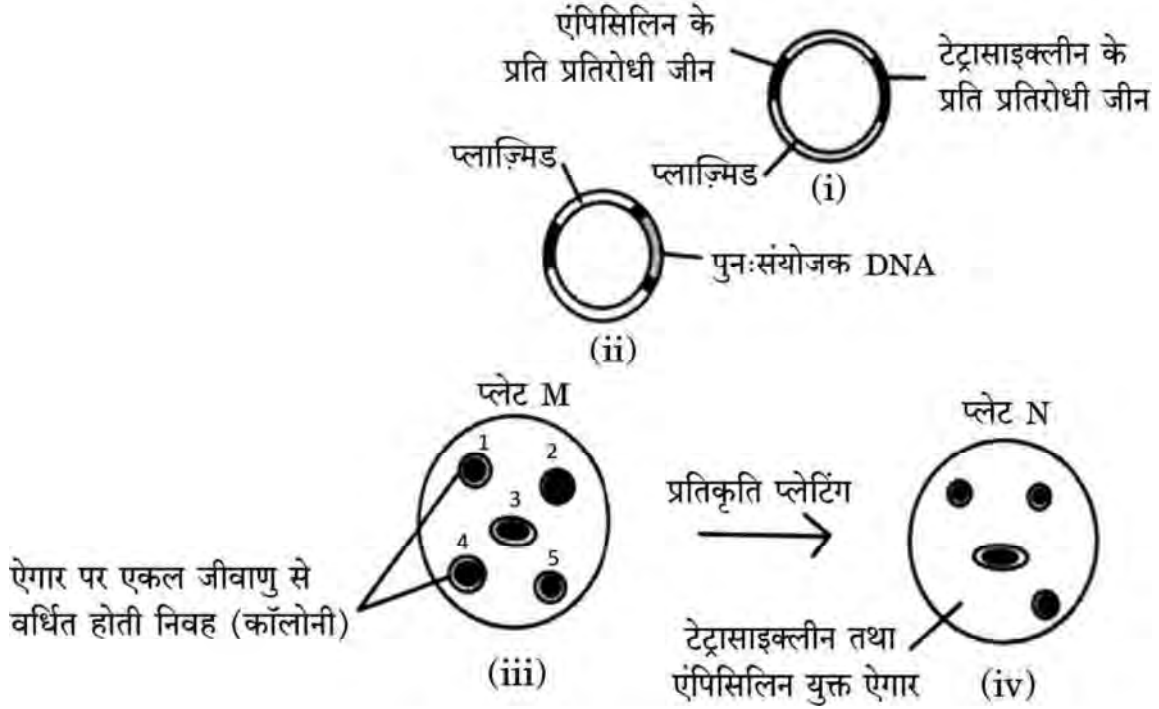 एंपिसिलिन के
प्रति प्रतिरोधी जीन
टेट्रासाइक्लीन के
प्रति प्रतिरोधी जीन
प्लाज़्मिड
(i)
प्लाज़्मिड
पुनःसंयोजक DNA
(ii)
प्लेट M
1
2
3
4
5
ऐगार पर एकल जीवाणु से
वर्धित होती निवह (कॉलोनी)
(iii)
प्रतिकृति प्लेटिंग
प्लेट N
टेट्रासाइक्लीन तथा
एंपिसिलिन युक्त ऐगार
(iv)